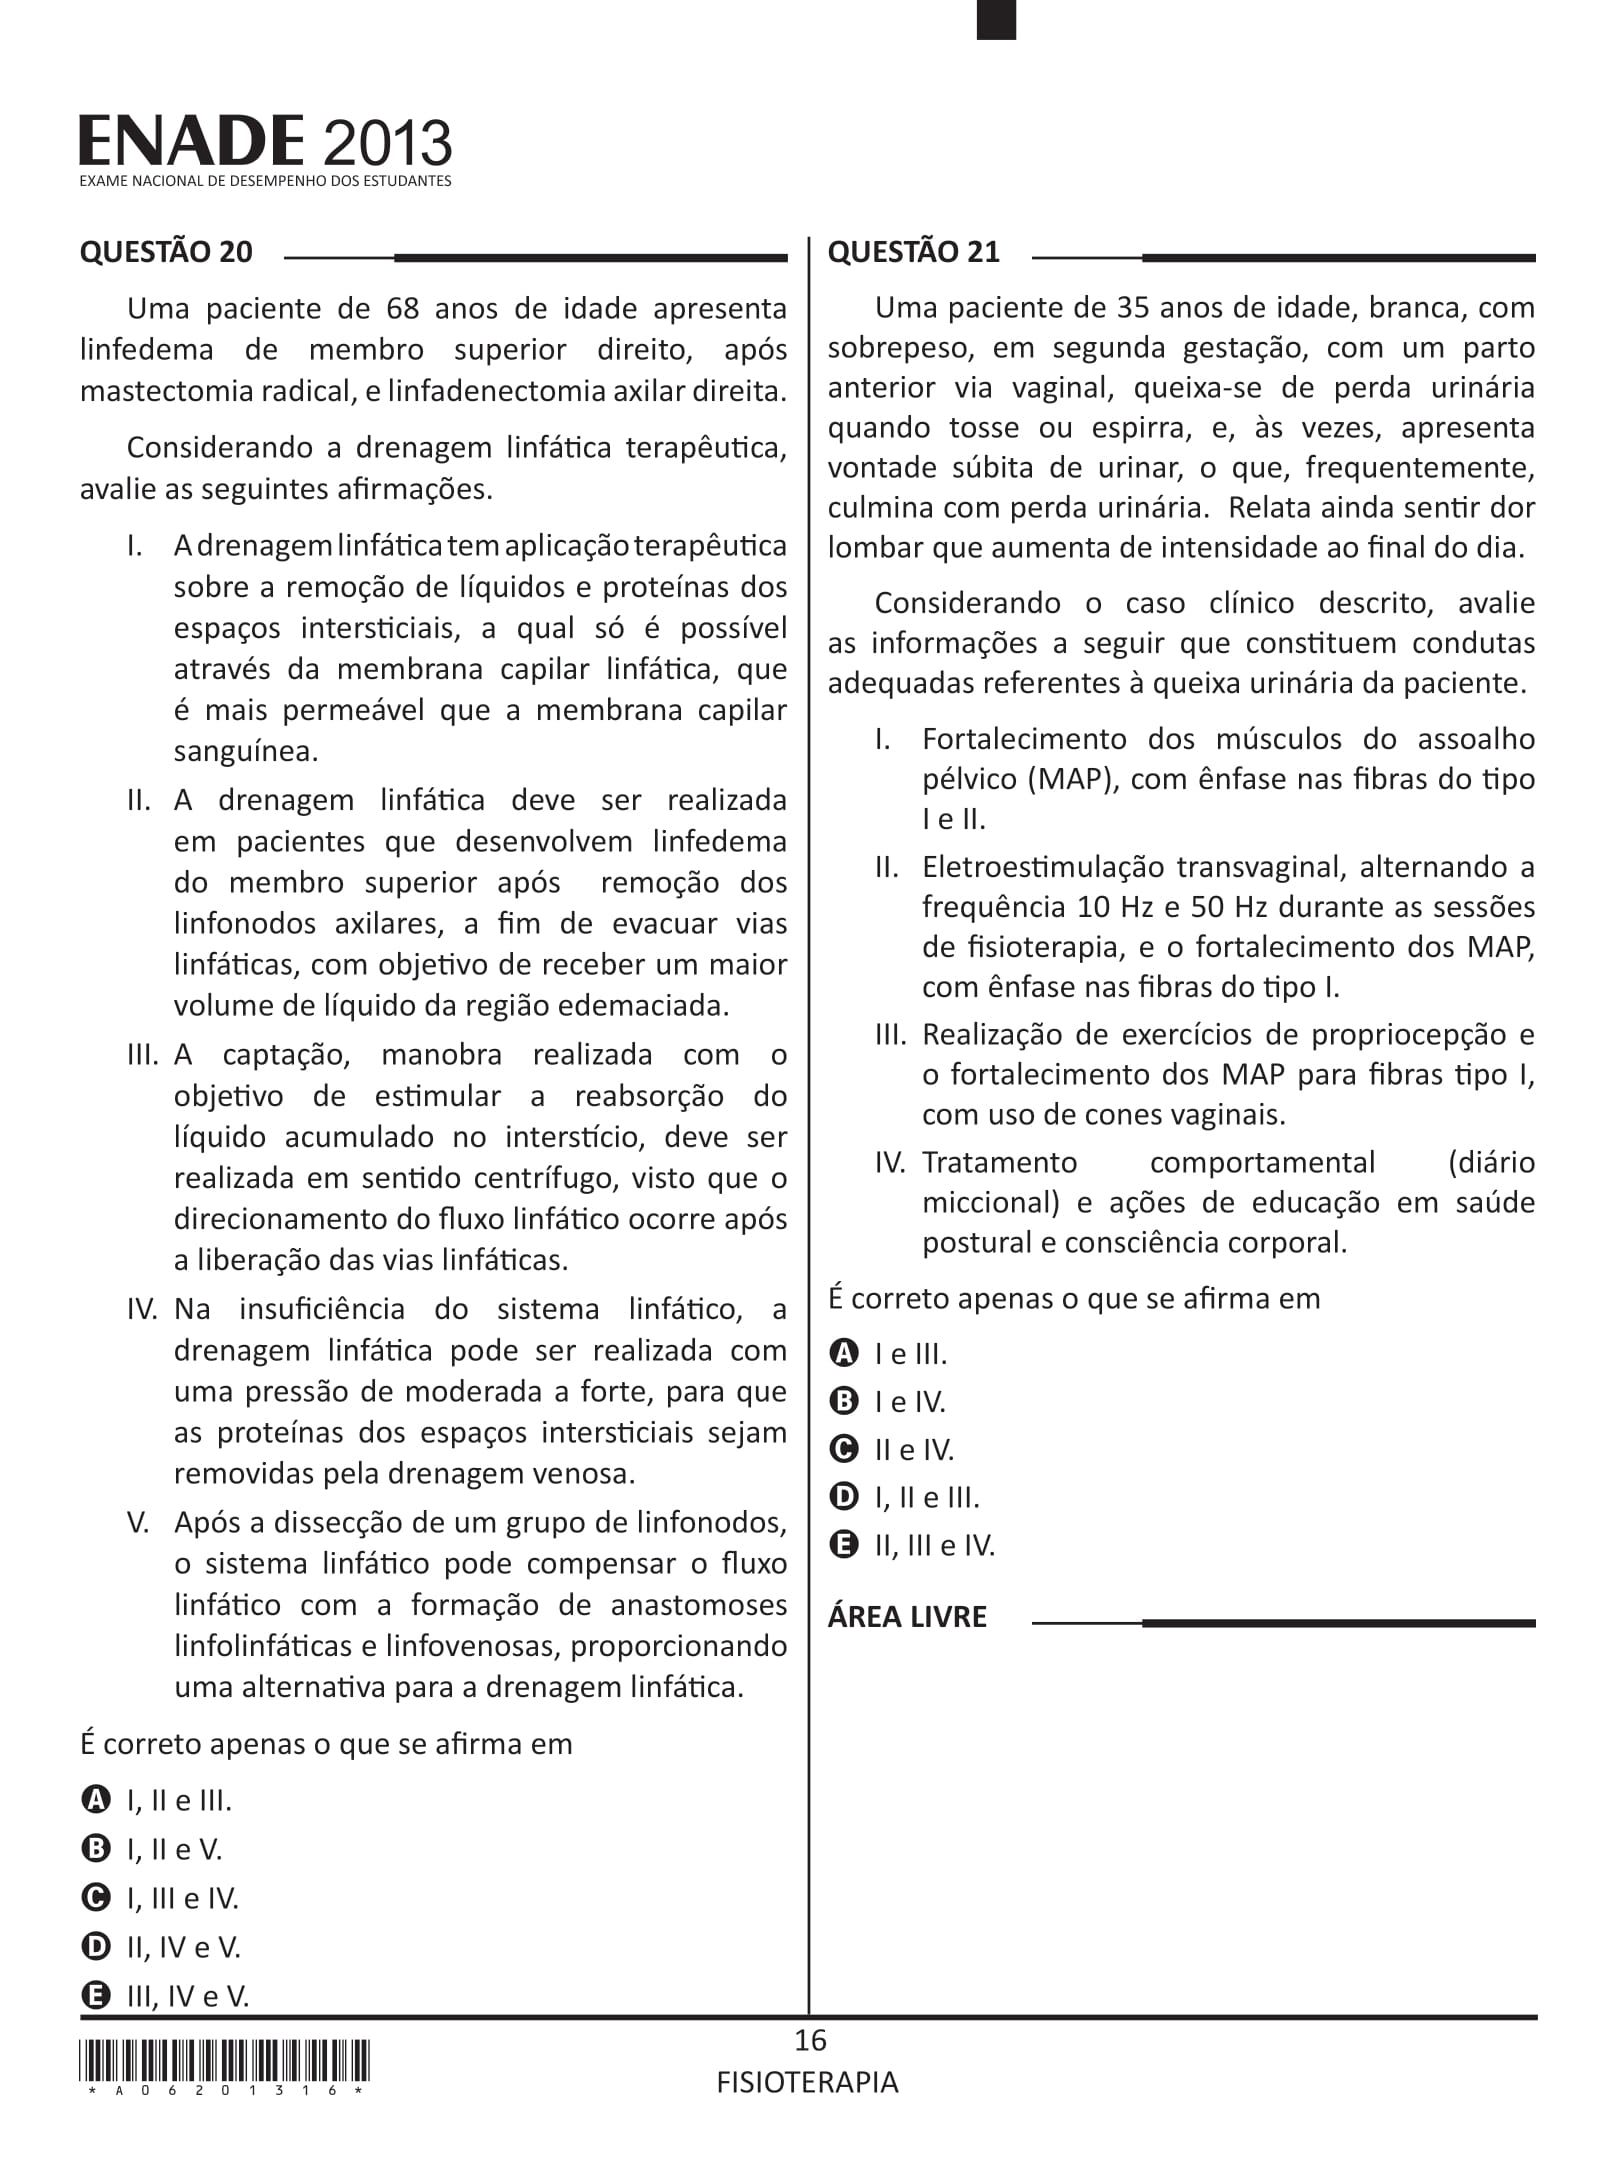 ENADE 2013
EXAME NACIONAL DE DESEMPENHO DOS ESTUDANTES
QUESTÃO 20
Uma paciente de 68 anos de idade apresenta
linfedema de membro superior direito, após
mastectomia radical, e linfadenectomia axilar direita.
Considerando a drenagem linfática terapêutica,
avalie as seguintes afirmações.
I. A drenagem linfática tem aplicação terapêutica
sobre a remoção de líquidos e proteínas dos
espaços intersticiais, a qual só é possível
através da membrana capilar linfática, que
é mais permeável que a membrana capilar
sanguínea.
II. A drenagem linfática deve ser realizada
em pacientes que desenvolvem linfedema
do membro superior após remoção dos
linfonodos axilares, a fim de evacuar vias
linfáticas, com objetivo de receber um maior
volume de líquido da região edemaciada.
III. A captação, manobra realizada com o
objetivo de estimular a reabsorção do
líquido acumulado no interstício, deve ser
realizada em sentido centrífugo, visto que o
direcionamento do fluxo linfático ocorre após
a liberação das vias linfáticas.
IV. Na insuficiência do sistema linfático, a
drenagem linfática pode ser realizada com
uma pressão de moderada a forte, para que
as proteínas dos espaços intersticiais sejam
removidas pela drenagem venosa.
V. Após a dissecção de um grupo de linfonodos,
o sistema linfático pode compensar o fluxo
linfático com a formação de anastomoses
linfolinfáticas e linfovenosas, proporcionando
uma alternativa para a drenagem linfática.
É correto apenas o que se afirma em
A I, II e III.
B I, II e V.
C I, III e IV.
D II, IV e V.
E III, IV e V.
QUESTÃO 21
Uma paciente de 35 anos de idade, branca, com
sobrepeso, em segunda gestação, com um parto
anterior via vaginal, queixa-se de perda urinária
quando tosse ou espirra, e, às vezes, apresenta
vontade súbita de urinar, o que, frequentemente,
culmina com perda urinária. Relata ainda sentir dor
lombar que aumenta de intensidade ao final do dia.
Considerando o caso clínico descrito, avalie
as informações a seguir que constituem condutas
adequadas referentes à queixa urinária da paciente.
I. Fortalecimento dos músculos do assoalho
pélvico (MAP), com ênfase nas fibras do tipo
I e II.
II. Eletroestimulação transvaginal, alternando a
frequência 10 Hz e 50 Hz durante as sessões
de fisioterapia, e o fortalecimento dos MAP,
com ênfase nas fibras do tipo I.
III. Realização de exercícios de propriocepção e
o fortalecimento dos MAP para fibras tipo I,
com uso de cones vaginais.
IV. Tratamento comportamental (diário
miccional) e ações de educação em saúde
postural e consciência corporal.
É correto apenas o que se afirma em
A I e III.
B I e IV.
C II e IV.
D I, II e III.
E II, III e IV.
ÁREA LIVRE
*A06201316*
16
FISIOTERAPIA